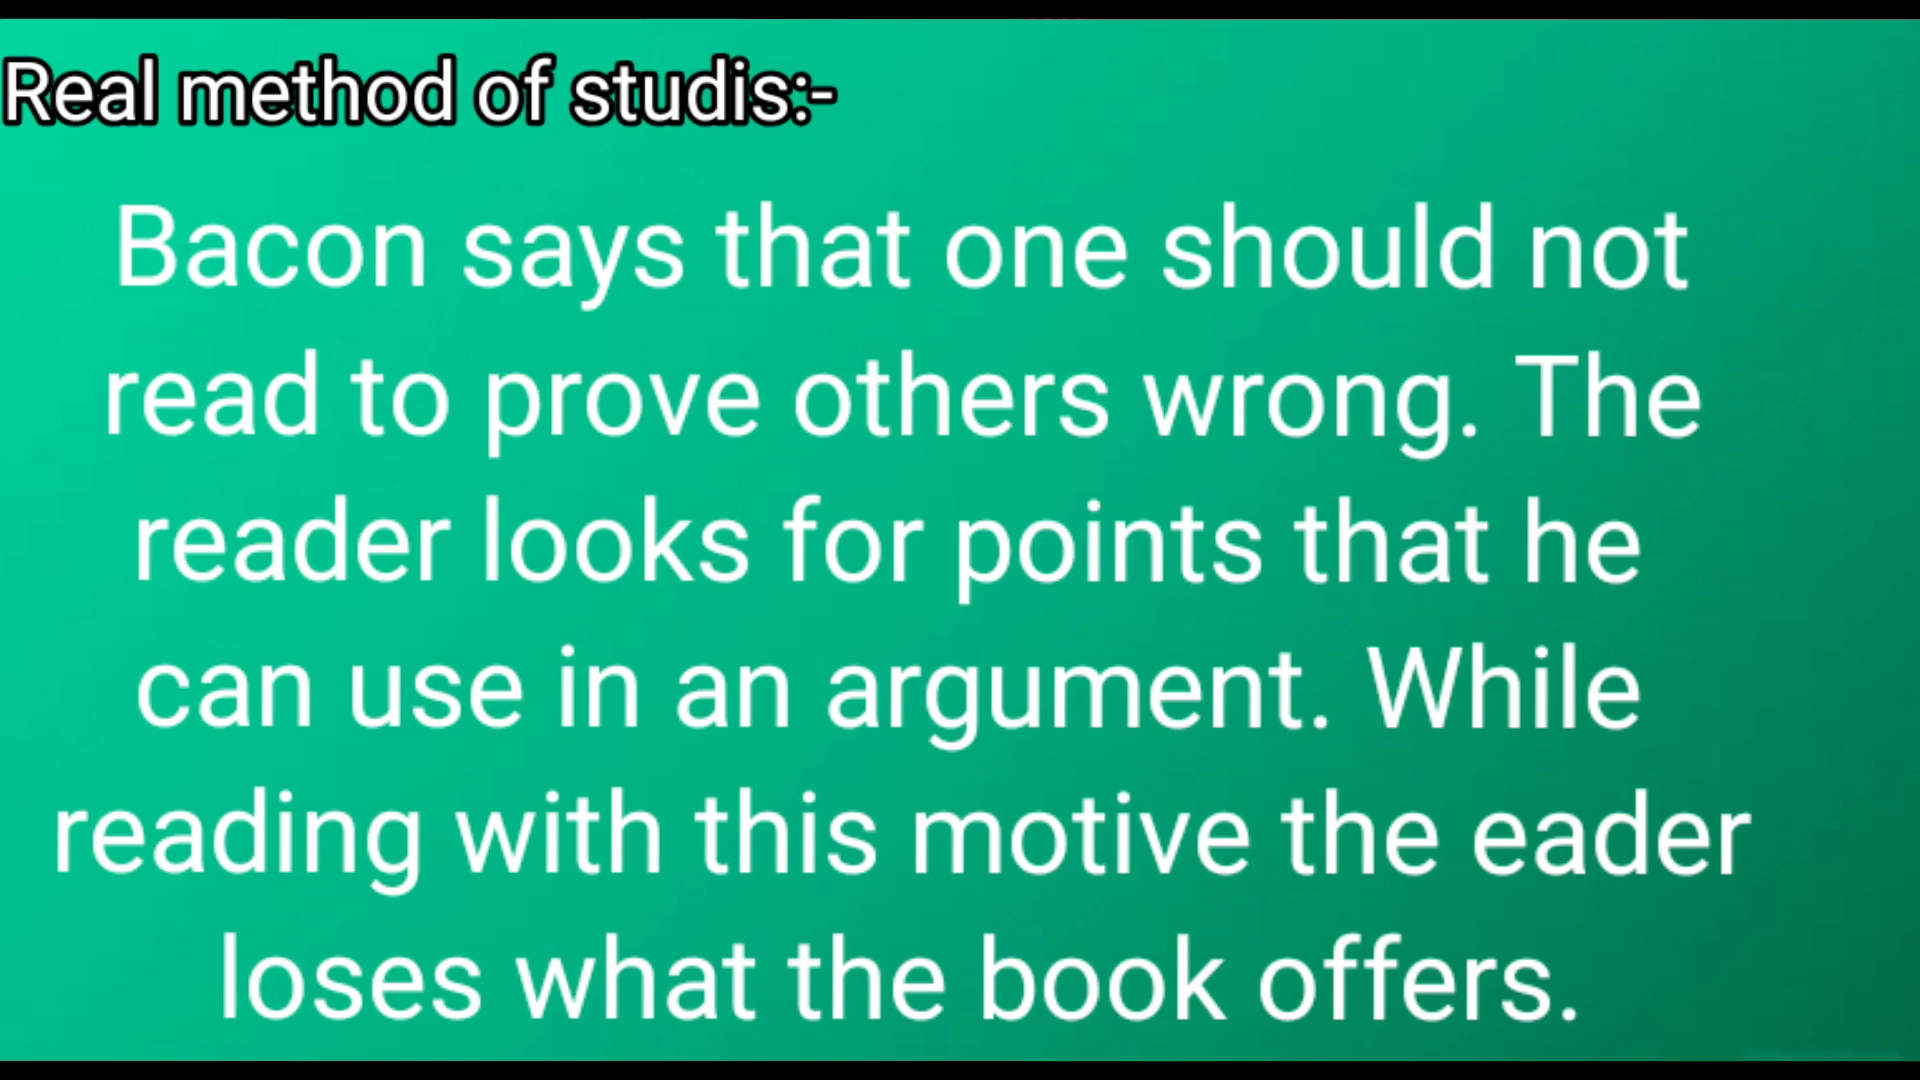 Real method of studis:-
Bacon says that one should not
read to prove others wrong. The
reader looks for points that he
can use in an argument. While
reading with this motive the eader
loses what the book offers.